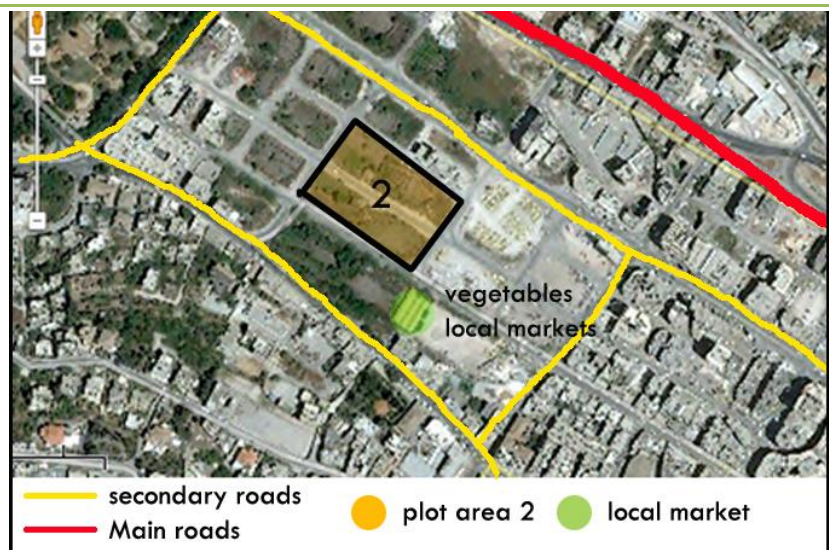 2
vegetables
local markets
secondary roads
Main roads
plot area 2
local market